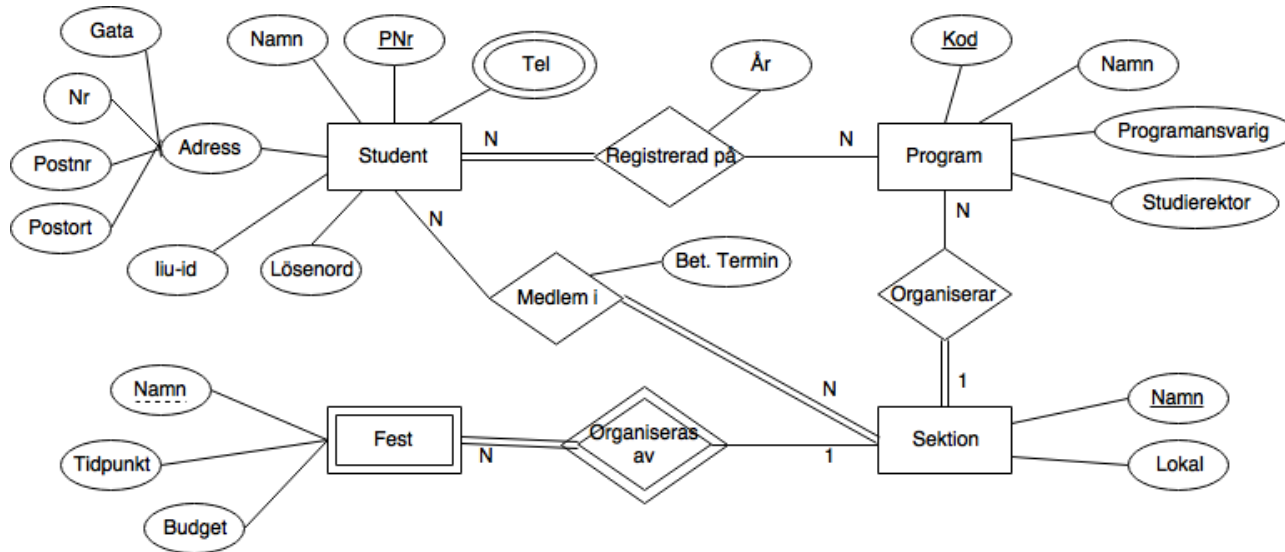 Gata
Namn
PNr
Tel
År
Kod
Namn
Nr
Adress
Postnr
Postort
Student
N
Registrerad på
N
Program
Programansvarig
Studierektor
liu-id
Lösenord
N
Medlem i
Bet. Termin
N
Organiserar
N
1
Namn
Tidpunkt
Budget
Fest
N
Organiseras
av
1
Sektion
Namn
Lokal